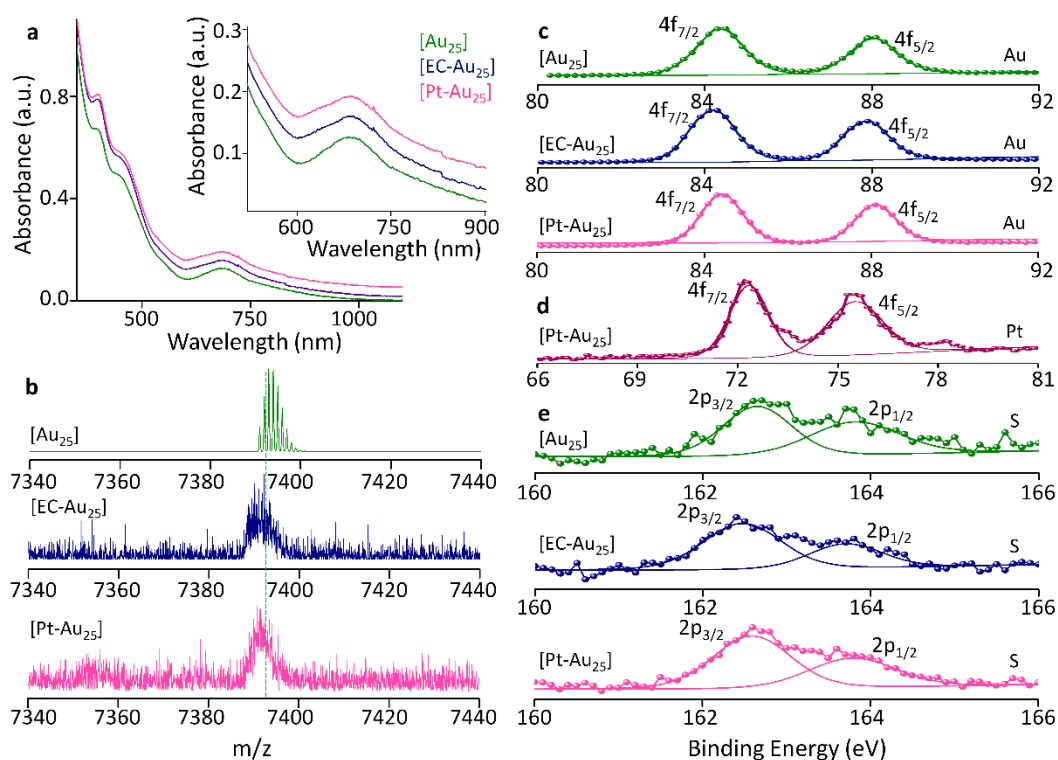 a
Absorbance (a.u.)
0.8
0.4
0.0
500
750
1000
Wavelength (nm)
Absorbance (a.u.)
0.3
0.2
0.1
600
750
900
Wavelength (nm)
[Au25]
[EC-Au25]
[Pt-Au25]
b
[Au25]
7340 7360 7380 7400 7420 7440
[EC-Au25]
7340 7360 7380 7400 7420 7440
[Pt-Au25]
7340 7360 7380 7400 7420 7440
m/z
c
[Au25]
4f7/2
4f5/2
Au
80 84 88 92
[EC-Au25]
4f7/2
4f5/2
Au
80 84 88 92
[Pt-Au25]
4f7/2
4f5/2
Au
80 84 88 92
d
[Pt-Au25]
4f7/2
4f5/2
Pt
66 69 72 75 78 81
e
[Au25]
2p3/2
2p1/2
S
160 162 164 166
[EC-Au25]
2p3/2
2p1/2
S
160 162 164 166
[Pt-Au25]
2p3/2
2p1/2
S
160 162 164 166
Binding Energy (eV)